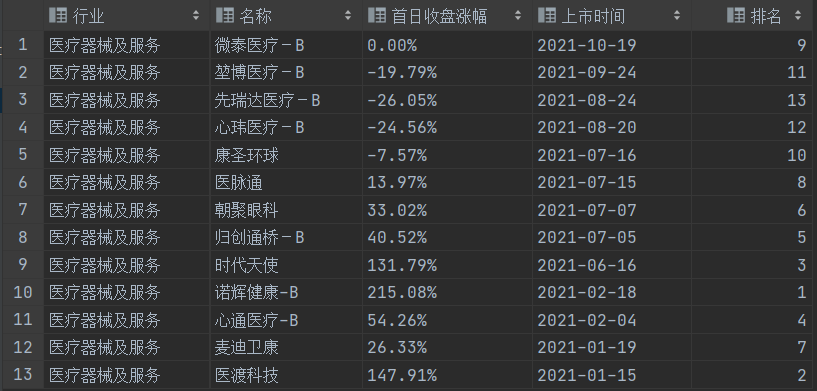 行业 名称 首日收盘涨幅 上市时间 排名
1 医疗器械及服务 微泰医疗－B 0.00% 2021-10-19 9
2 医疗器械及服务 堃博医疗－B -19.79% 2021-09-24 11
3 医疗器械及服务 先瑞达医疗－B -26.05% 2021-08-24 13
4 医疗器械及服务 心玮医疗－B -24.56% 2021-08-20 12
5 医疗器械及服务 康圣环球 -7.57% 2021-07-16 10
6 医疗器械及服务 医脉通 13.97% 2021-07-15 8
7 医疗器械及服务 朝聚眼科 33.02% 2021-07-07 6
8 医疗器械及服务 归创通桥－B 40.52% 2021-07-05 5
9 医疗器械及服务 时代天使 131.79% 2021-06-16 3
10 医疗器械及服务 诺辉健康-B 215.08% 2021-02-18 1
11 医疗器械及服务 心通医疗-B 54.26% 2021-02-04 4
12 医疗器械及服务 麦迪卫康 26.33% 2021-01-19 7
13 医疗器械及服务 医渡科技 147.91% 2021-01-15 2